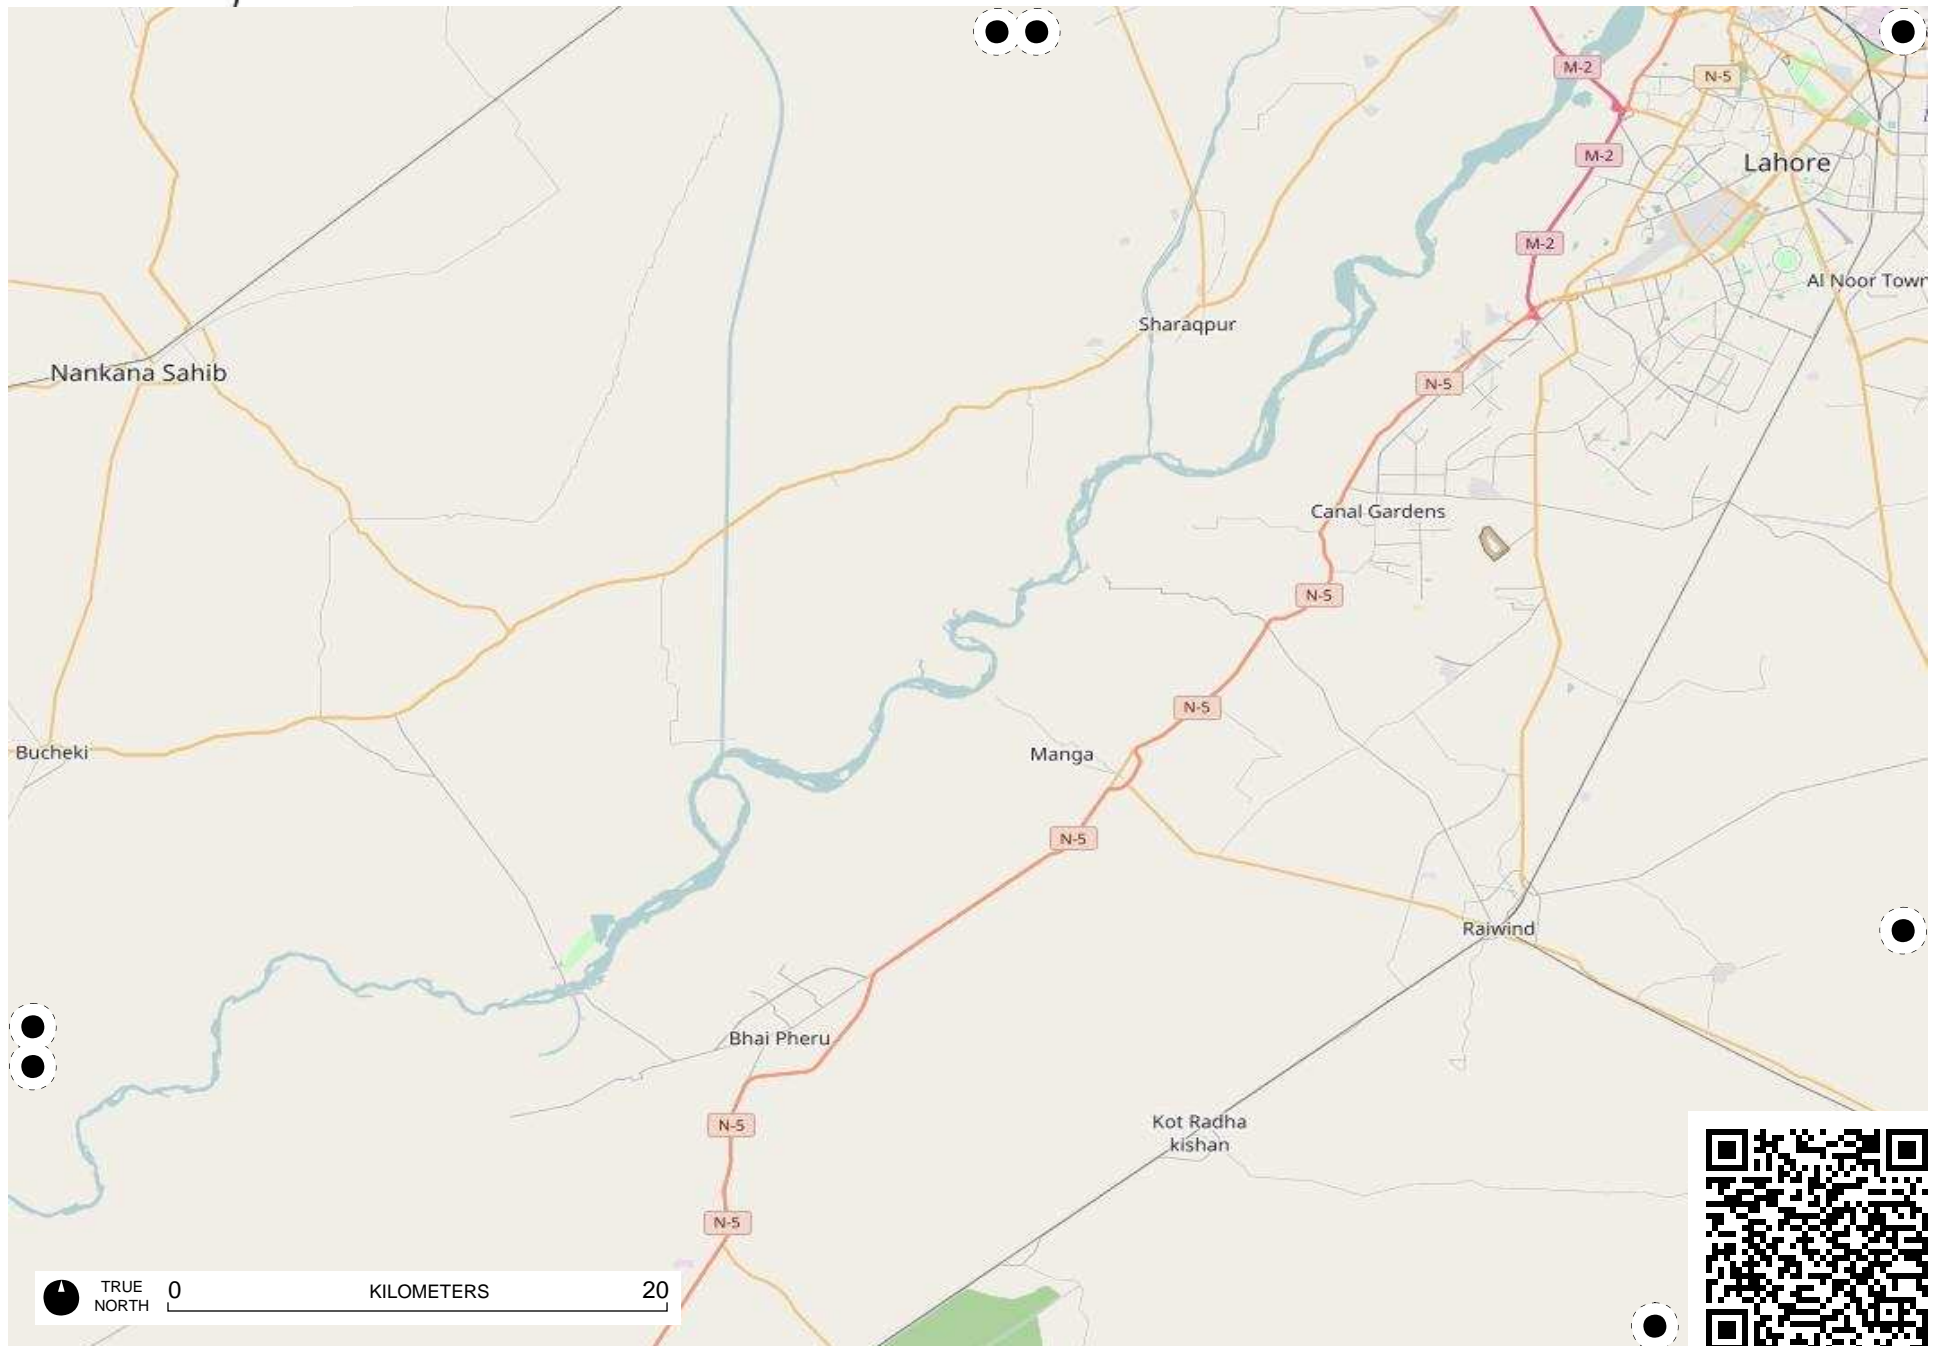 M-2
N-5
M-2
Lahore
M-2
Al Noor Town
Sharaqpur
Nankana Sahib
N-5
Canal Gardens
N-5
N-5
Bucheki
Manga
N-5
Raiwind
Bhai Pheru
N-5
Kot Radha
kishan
N-5
TRUE
NORTH
0
KILOMETERS
20